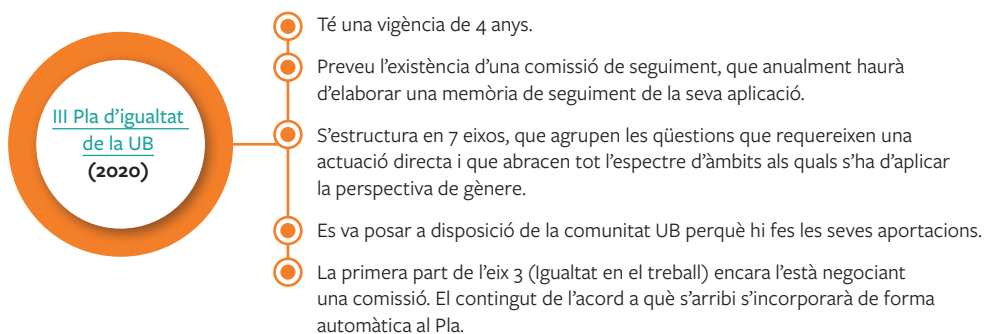 III Pla d'igualtat
de la UB
(2020)
Té una vigència de 4 anys.
Preveu l'existència d'una comissió de seguiment, que anualment haurà
d'elaborar una memòria de seguiment de la seva aplicació.
S'estructura en 7 eixos, que agrupen les qüestions que requereixen una
actuació directa i que abracen tot l'espectre d'àmbits als quals s'ha d'aplicar
la perspectiva de gènere.
Es va posar a disposició de la comunitat UB perquè hi fes les seves aportacions.
La primera part de l'eix 3 (Igualtat en el treball) encara l'està negociant
una comissió. El contingut de l'acord a què s'arribi s'incorporarà de forma
automàtica al Pla.